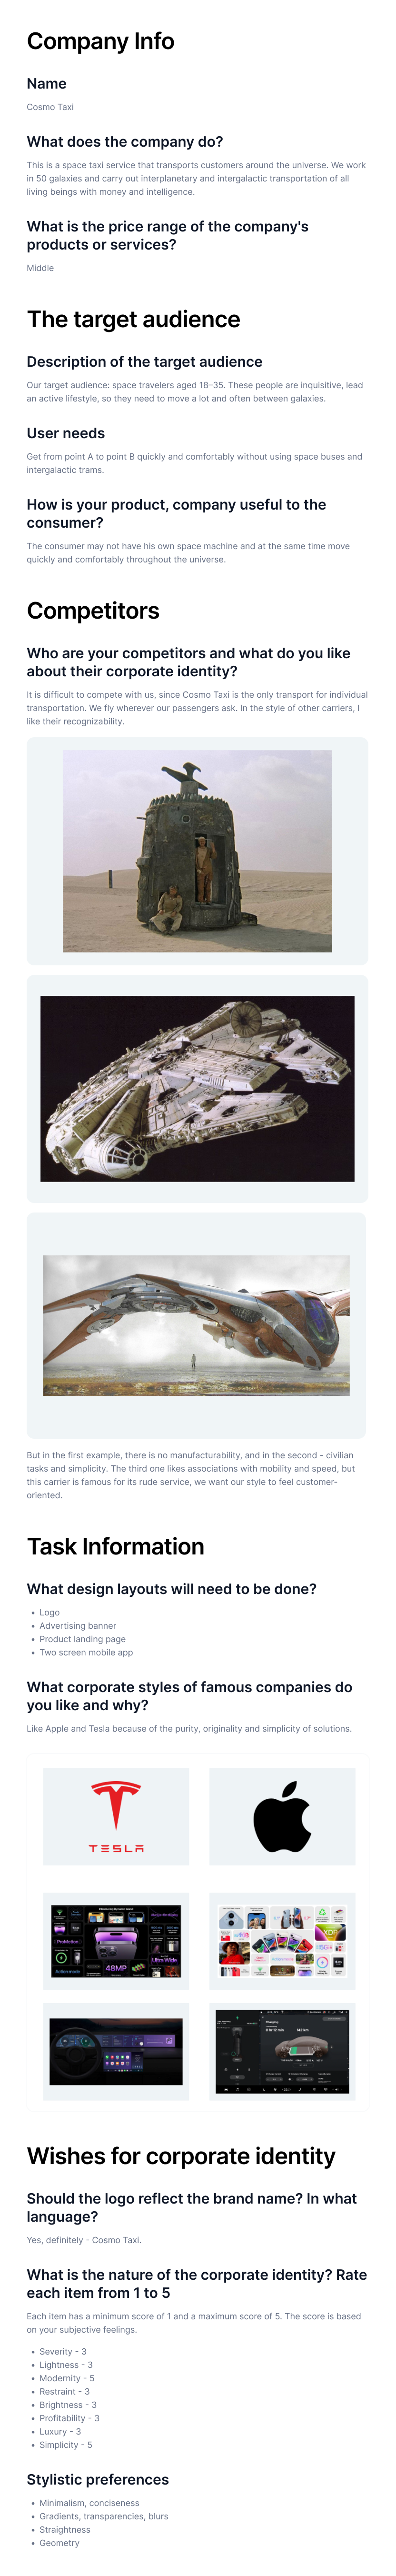 Company Info
Name
Cosmo Taxi
What does the company do?
This is a space taxi service that transports customers around the universe. We work
in 50 galaxies and carry out interplanetary and intergalactic transportation of all
living beings with money and intelligence.
What is the price range of the company's
products or services?
Middle
The target audience
Description of the target audience
Our target audience: space travelers aged 18–35. These people are inquisitive, lead
an active lifestyle, so they need to move a lot and often between galaxies.
User needs
Get from point A to point B quickly and comfortably without using space buses and
intergalactic trams.
How is your product, company useful to the
consumer?
The consumer may not have his own space machine and at the same time move
quickly and comfortably throughout the universe.
Competitors
Who are your competitors and what do you like
about their corporate identity?
It is difficult to compete with us, since Cosmo Taxi is the only transport for individual
transportation. We fly wherever our passengers ask. In the style of other carriers, I
like their recognizability.
But in the first example, there is no manufacturability, and in the second - civilian
tasks and simplicity. The third one likes associations with mobility and speed, but
this carrier is famous for its rude service, we want our style to feel customer-
oriented.
Task Information
What design layouts will need to be done?
• Logo
• Advertising banner
• Product landing page
• Two screen mobile app
What corporate styles of famous companies do
you like and why?
Like Apple and Tesla because of the purity, originality and simplicity of solutions.
TESLA
48MP
Wishes for corporate identity
Should the logo reflect the brand name? In what
language?
Yes, definitely - Cosmo Taxi.
What is the nature of the corporate identity? Rate
each item from 1 to 5
Each item has a minimum score of 1 and a maximum score of 5. The score is based
on your subjective feelings.
• Severity - 3
• Lightness - 3
• Modernity - 5
• Restraint - 3
• Brightness - 3
• Profitability - 3
• Luxury - 3
• Simplicity - 5
Stylistic preferences
• Minimalism, conciseness
• Gradients, transparencies, blurs
• Straightness
• Geometry